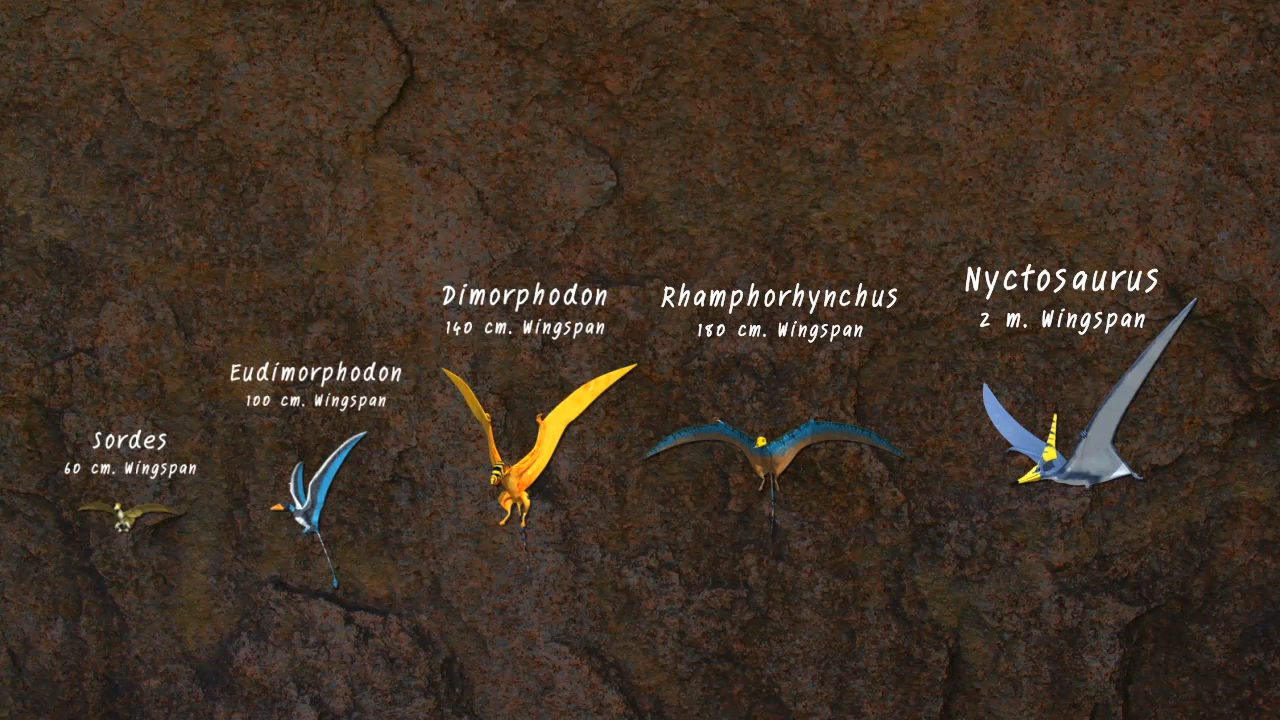 Sordes
60 cm. Wingspan
Eudimorphodon
100 cm. Wingspan
Dimorphodon
140 cm. Wingspan
Rhamphorhynchus
180 cm. Wingspan
Nyctosaurus
2 m. Wingspan